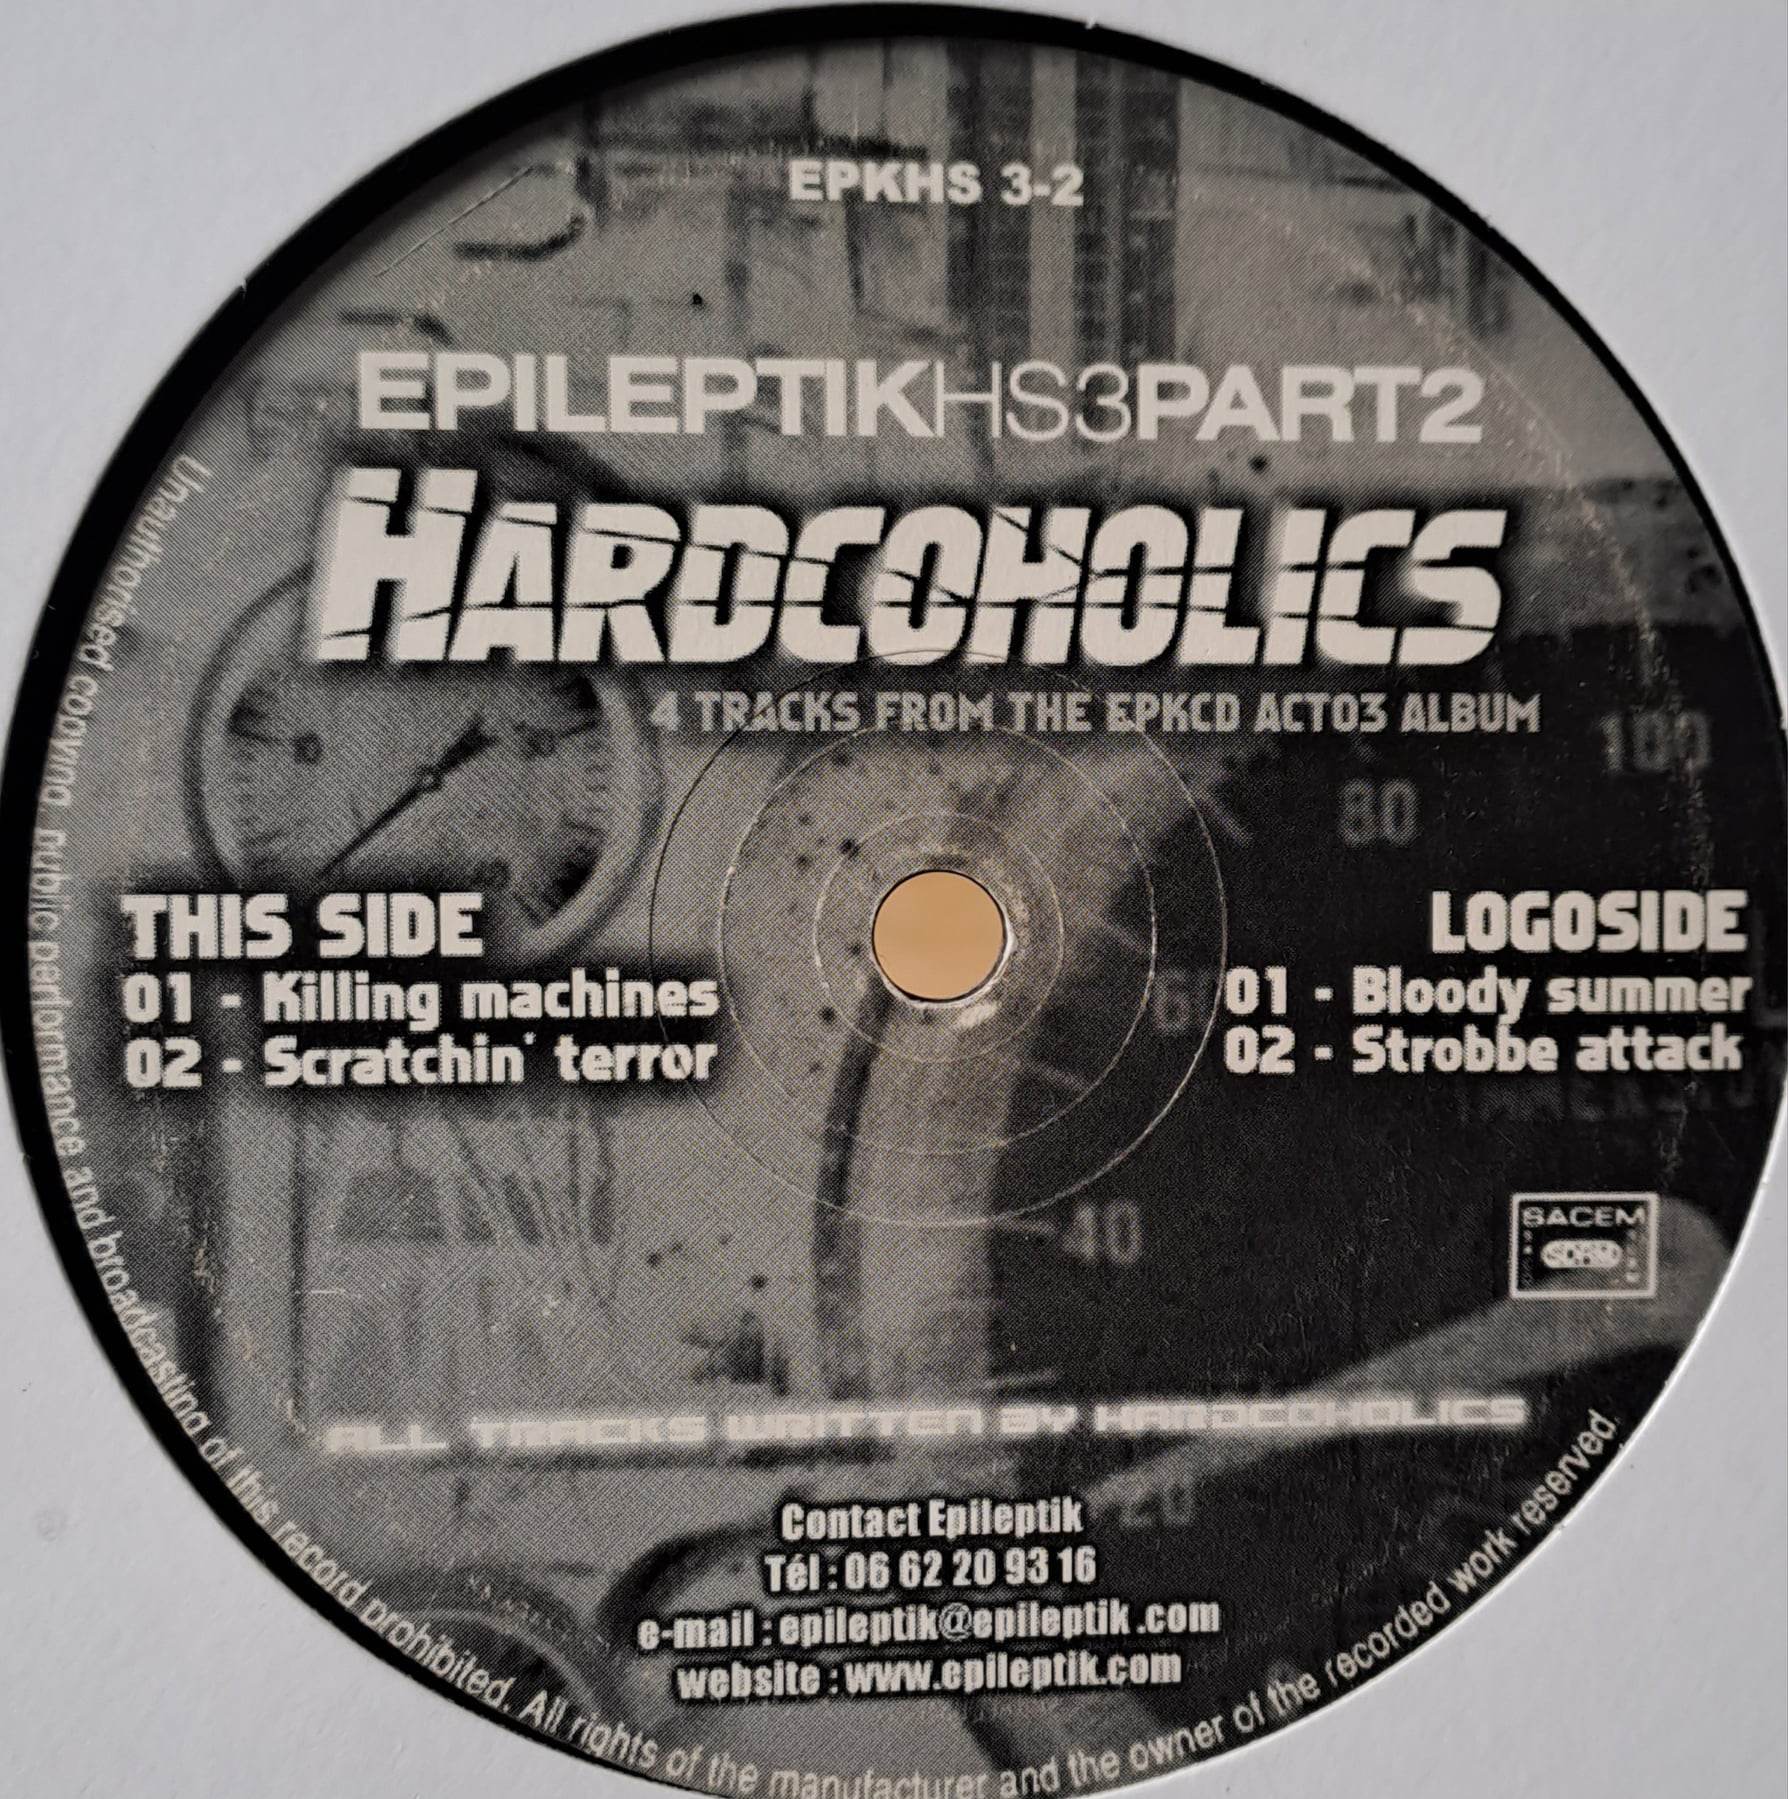 EPKHS 3-2
EPILEPTIKHS3PART2
HARDCOHOLICS
4 TRACKS FROM THE EPKCD ACT03 ALBUM
100
80
THIS SIDE
01 - Killing machines
02 - Scratchin' terror
LOGOSIDE
01 - Bloody summer
02 - Strobbe attack
40
SACEM
ALL TRACKS WRITTEN BY HARDCOHOLICS
20
Contact Epileptik
Tél : 06 62 20 93 16
e-mail : epileptik@epileptik.com
website : www.epileptik.com
Unauthorised copying, public performance and broadcasting of this record prohibited. All rights of the manufacturer and the owner of the recorded work reserved.